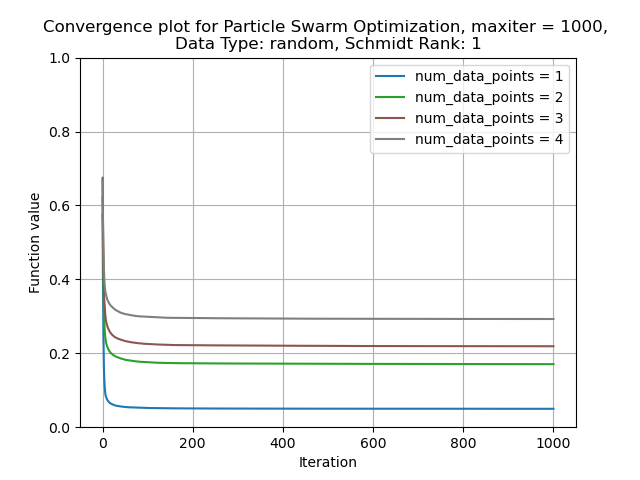 Convergence plot for Particle Swarm Optimization, maxiter = 1000,
Data Type: random, Schmidt Rank: 1
1.0
0.8
0.6
0.4
0.2
0.0
Function value
num_data_points = 1
num_data_points = 2
num_data_points = 3
num_data_points = 4
0 200 400 600 800 1000
Iteration